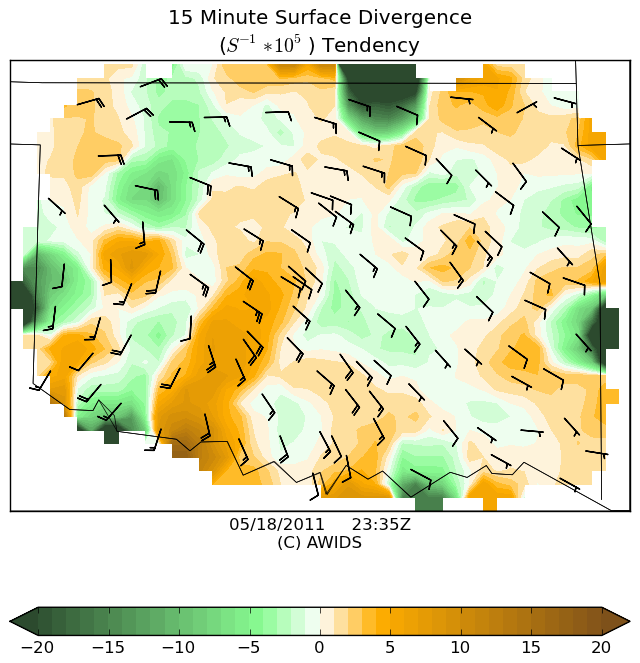 15 Minute Surface Divergence
(S⁻¹ * 10⁵ ) Tendency
05/18/2011 23:35Z
(C) AWIDS
−20 −15 −10 −5 0 5 10 15 20